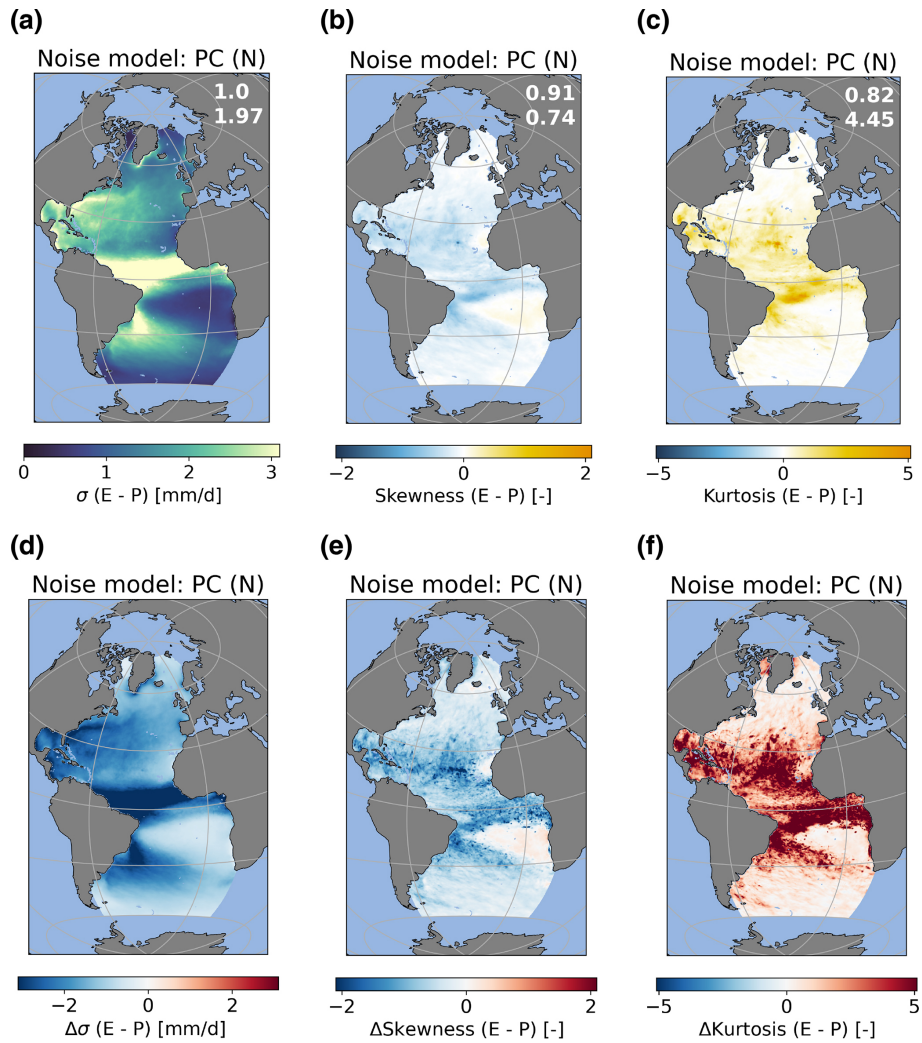 (a)
Noise model: PC (N)
1.0
1.97
0
1
2
3
σ (E - P) [mm/d]
(b)
Noise model: PC (N)
0.91
0.74
−2
0
2
Skewness (E - P) [-]
(c)
Noise model: PC (N)
0.82
4.45
−5
0
5
Kurtosis (E - P) [-]
(d)
Noise model: PC (N)
−2
0
2
Δσ (E - P) [mm/d]
(e)
Noise model: PC (N)
−2
0
2
ΔSkewness (E - P) [-]
(f)
Noise model: PC (N)
−5
0
5
ΔKurtosis (E - P) [-]